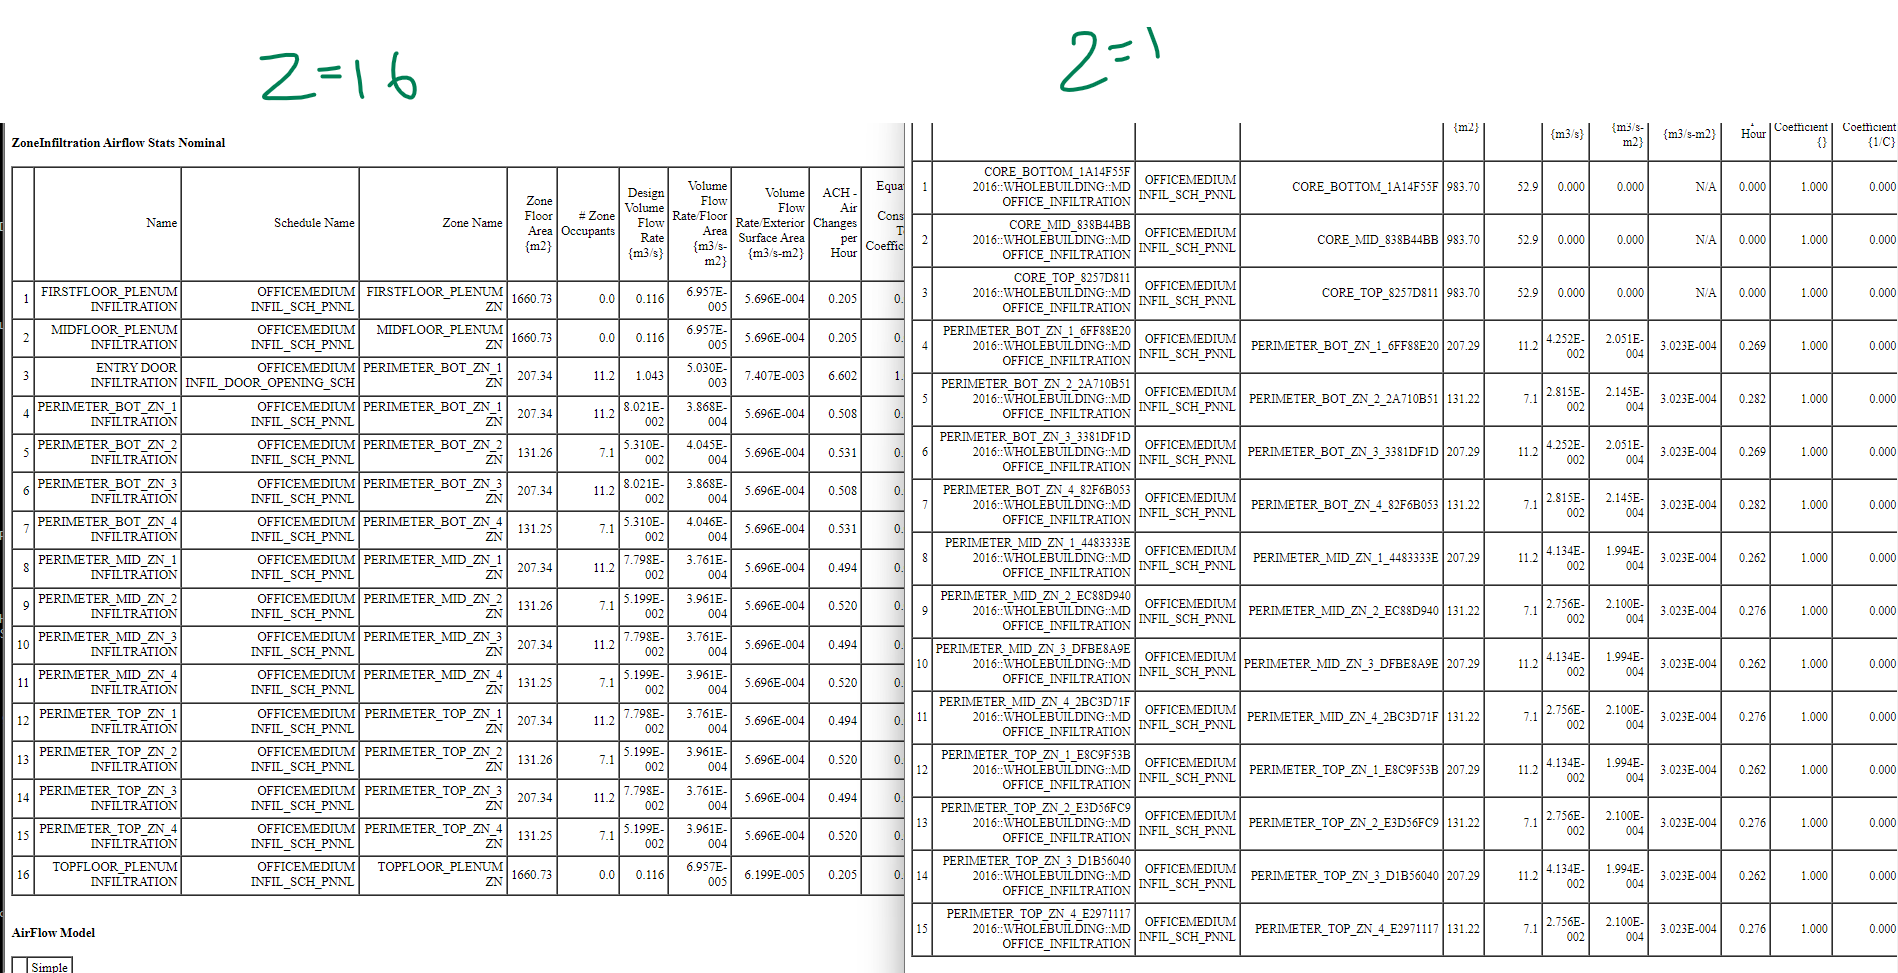 Z=16
Z=1
ZoneInfiltration Airflow Stats Nominal
Name Schedule Name Zone Name Zone Floor Area {m2} # Zone Occupants Design Volume Flow Rate {m3/s} Volume Flow Rate/Floor Area {m3/s-m2} Volume Flow Rate/Exterior Surface Area {m3/s-m2} ACH - Air Changes per Hour
1 FIRSTFLOOR_PLENUM INFILTRATION OFFICEMEDIUM INFIL_SCH_PNNL FIRSTFLOOR_PLENUM ZN 1660.73 0.0 0.116 6.957E-005 5.696E-004 0.205 0.
2 MIDFLOOR_PLENUM INFILTRATION OFFICEMEDIUM INFIL_SCH_PNNL MIDFLOOR_PLENUM ZN 1660.73 0.0 0.116 6.957E-005 5.696E-004 0.205 0.
3 ENTRY DOOR INFILTRATION OFFICEMEDIUM INFIL_DOOR_OPENING_SCH PERIMETER_BOT_ZN_1 ZN 207.34 11.2 1.043 5.030E-003 7.407E-003 6.602 1.
4 PERIMETER_BOT_ZN_1 INFILTRATION OFFICEMEDIUM INFIL_SCH_PNNL PERIMETER_BOT_ZN_1 ZN 207.34 11.2 8.021E-002 3.868E-004 5.696E-004 0.508 0.
5 PERIMETER_BOT_ZN_2 INFILTRATION OFFICEMEDIUM INFIL_SCH_PNNL PERIMETER_BOT_ZN_2 ZN 131.26 7.1 5.310E-002 4.045E-004 5.696E-004 0.531 0.
6 PERIMETER_BOT_ZN_3 INFILTRATION OFFICEMEDIUM INFIL_SCH_PNNL PERIMETER_BOT_ZN_3 ZN 207.34 11.2 8.021E-002 3.868E-004 5.696E-004 0.508 0.
7 PERIMETER_BOT_ZN_4 INFILTRATION OFFICEMEDIUM INFIL_SCH_PNNL PERIMETER_BOT_ZN_4 ZN 131.25 7.1 5.310E-002 4.046E-004 5.696E-004 0.531 0.
8 PERIMETER_MID_ZN_1 INFILTRATION OFFICEMEDIUM INFIL_SCH_PNNL PERIMETER_MID_ZN_1 ZN 207.34 11.2 7.798E-002 3.761E-004 5.696E-004 0.494 0.
9 PERIMETER_MID_ZN_2 INFILTRATION OFFICEMEDIUM INFIL_SCH_PNNL PERIMETER_MID_ZN_2 ZN 131.26 7.1 5.199E-002 3.961E-004 5.696E-004 0.520 0.
10 PERIMETER_MID_ZN_3 INFILTRATION OFFICEMEDIUM INFIL_SCH_PNNL PERIMETER_MID_ZN_3 ZN 207.34 11.2 7.798E-002 3.761E-004 5.696E-004 0.494 0.
11 PERIMETER_MID_ZN_4 INFILTRATION OFFICEMEDIUM INFIL_SCH_PNNL PERIMETER_MID_ZN_4 ZN 131.25 7.1 5.199E-002 3.961E-004 5.696E-004 0.520 0.
12 PERIMETER_TOP_ZN_1 INFILTRATION OFFICEMEDIUM INFIL_SCH_PNNL PERIMETER_TOP_ZN_1 ZN 207.34 11.2 7.798E-002 3.761E-004 5.696E-004 0.494 0.
13 PERIMETER_TOP_ZN_2 INFILTRATION OFFICEMEDIUM INFIL_SCH_PNNL PERIMETER_TOP_ZN_2 ZN 131.26 7.1 5.199E-002 3.961E-004 5.696E-004 0.520 0.
14 PERIMETER_TOP_ZN_3 INFILTRATION OFFICEMEDIUM INFIL_SCH_PNNL PERIMETER_TOP_ZN_3 ZN 207.34 11.2 7.798E-002 3.761E-004 5.696E-004 0.494 0.
15 PERIMETER_TOP_ZN_4 INFILTRATION OFFICEMEDIUM INFIL_SCH_PNNL PERIMETER_TOP_ZN_4 ZN 131.25 7.1 5.199E-002 3.961E-004 5.696E-004 0.520 0.
16 TOPFLOOR_PLENUM INFILTRATION OFFICEMEDIUM INFIL_SCH_PNNL TOPFLOOR_PLENUM ZN 1660.73 0.0 0.116 6.957E-005 6.199E-005 0.205 0.
AirFlow Model
Simple
{m2} {m3/s} {m3/s-m2} {m3/s-m2} Hour Coefficient {} Coefficient {1/C}
1 CORE_BOTTOM_1A14F55F 2016::WHOLEBUILDING::MD OFFICE_INFILTRATION OFFICEMEDIUM INFIL_SCH_PNNL CORE_BOTTOM_1A14F55F 983.70 52.9 0.000 0.000 N/A 0.000 1.000 0.000
2 CORE_MID_838B44BB 2016::WHOLEBUILDING::MD OFFICE_INFILTRATION OFFICEMEDIUM INFIL_SCH_PNNL CORE_MID_838B44BB 983.70 52.9 0.000 0.000 N/A 0.000 1.000 0.000
3 CORE_TOP_8257D811 2016::WHOLEBUILDING::MD OFFICE_INFILTRATION OFFICEMEDIUM INFIL_SCH_PNNL CORE_TOP_8257D811 983.70 52.9 0.000 0.000 N/A 0.000 1.000 0.000
4 PERIMETER_BOT_ZN_1_6FF88E20 2016::WHOLEBUILDING::MD OFFICE_INFILTRATION OFFICEMEDIUM INFIL_SCH_PNNL PERIMETER_BOT_ZN_1_6FF88E20 207.29 11.2 4.252E-002 2.051E-004 3.023E-004 0.269 1.000 0.000
5 PERIMETER_BOT_ZN_2_2A710B51 2016::WHOLEBUILDING::MD OFFICE_INFILTRATION OFFICEMEDIUM INFIL_SCH_PNNL PERIMETER_BOT_ZN_2_2A710B51 131.22 7.1 2.815E-002 2.145E-004 3.023E-004 0.282 1.000 0.000
6 PERIMETER_BOT_ZN_3_3381DF1D 2016::WHOLEBUILDING::MD OFFICE_INFILTRATION OFFICEMEDIUM INFIL_SCH_PNNL PERIMETER_BOT_ZN_3_3381DF1D 207.29 11.2 4.252E-002 2.051E-004 3.023E-004 0.269 1.000 0.000
7 PERIMETER_BOT_ZN_4_82F6B053 2016::WHOLEBUILDING::MD OFFICE_INFILTRATION OFFICEMEDIUM INFIL_SCH_PNNL PERIMETER_BOT_ZN_4_82F6B053 131.22 7.1 2.815E-002 2.145E-004 3.023E-004 0.282 1.000 0.000
8 PERIMETER_MID_ZN_1_4483333E 2016::WHOLEBUILDING::MD OFFICE_INFILTRATION OFFICEMEDIUM INFIL_SCH_PNNL PERIMETER_MID_ZN_1_4483333E 207.29 11.2 4.134E-002 1.994E-004 3.023E-004 0.262 1.000 0.000
9 PERIMETER_MID_ZN_2_EC88D940 2016::WHOLEBUILDING::MD OFFICE_INFILTRATION OFFICEMEDIUM INFIL_SCH_PNNL PERIMETER_MID_ZN_2_EC88D940 131.22 7.1 2.756E-002 2.100E-004 3.023E-004 0.276 1.000 0.000
10 PERIMETER_MID_ZN_3_DFBE8A9E 2016::WHOLEBUILDING::MD OFFICE_INFILTRATION OFFICEMEDIUM INFIL_SCH_PNNL PERIMETER_MID_ZN_3_DFBE8A9E 207.29 11.2 4.134E-002 1.994E-004 3.023E-004 0.262 1.000 0.000
11 PERIMETER_MID_ZN_4_2BC3D71F 2016::WHOLEBUILDING::MD OFFICE_INFILTRATION OFFICEMEDIUM INFIL_SCH_PNNL PERIMETER_MID_ZN_4_2BC3D71F 131.22 7.1 2.756E-002 2.100E-004 3.023E-004 0.276 1.000 0.000
12 PERIMETER_TOP_ZN_1_E8C9F53B 2016::WHOLEBUILDING::MD OFFICE_INFILTRATION OFFICEMEDIUM INFIL_SCH_PNNL PERIMETER_TOP_ZN_1_E8C9F53B 207.29 11.2 4.134E-002 1.994E-004 3.023E-004 0.262 1.000 0.000
13 PERIMETER_TOP_ZN_2_E3D56FC9 2016::WHOLEBUILDING::MD OFFICE_INFILTRATION OFFICEMEDIUM INFIL_SCH_PNNL PERIMETER_TOP_ZN_2_E3D56FC9 131.22 7.1 2.756E-002 2.100E-004 3.023E-004 0.276 1.000 0.000
14 PERIMETER_TOP_ZN_3_D1B56040 2016::WHOLEBUILDING::MD OFFICE_INFILTRATION OFFICEMEDIUM INFIL_SCH_PNNL PERIMETER_TOP_ZN_3_D1B56040 207.29 11.2 4.134E-002 1.994E-004 3.023E-004 0.262 1.000 0.000
15 PERIMETER_TOP_ZN_4_E2971117 2016::WHOLEBUILDING::MD OFFICE_INFILTRATION OFFICEMEDIUM INFIL_SCH_PNNL PERIMETER_TOP_ZN_4_E2971117 131.22 7.1 2.756E-002 2.100E-004 3.023E-004 0.276 1.000 0.000